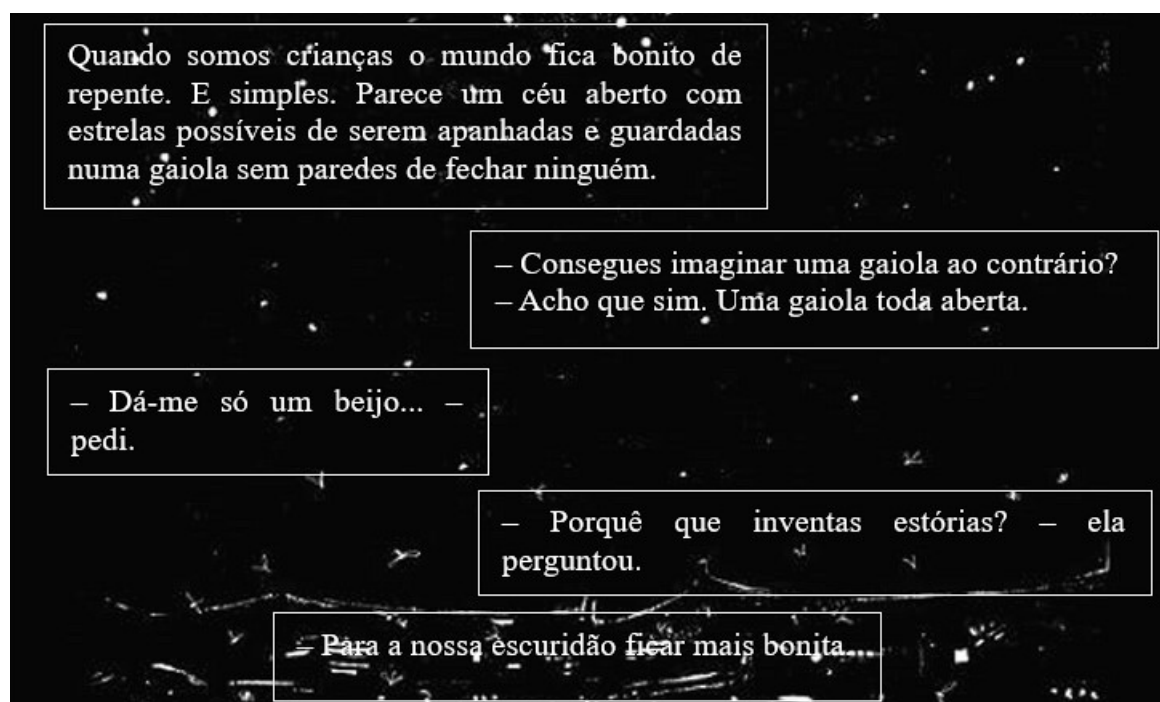 Quando somos crianças o mundo fica bonito de
repente. E simples. Parece um céu aberto com
estrelas possíveis de serem apanhadas e guardadas
numa gaiola sem paredes de fechar ninguém.
– Consegues imaginar uma gaiola ao contrário?
– Acho que sim. Uma gaiola toda aberta.
– Dá-me só um beijo... –
pedi.
– Porquê que inventas estórias? – ela
perguntou.
– Para a nossa escuridão ficar mais bonita.